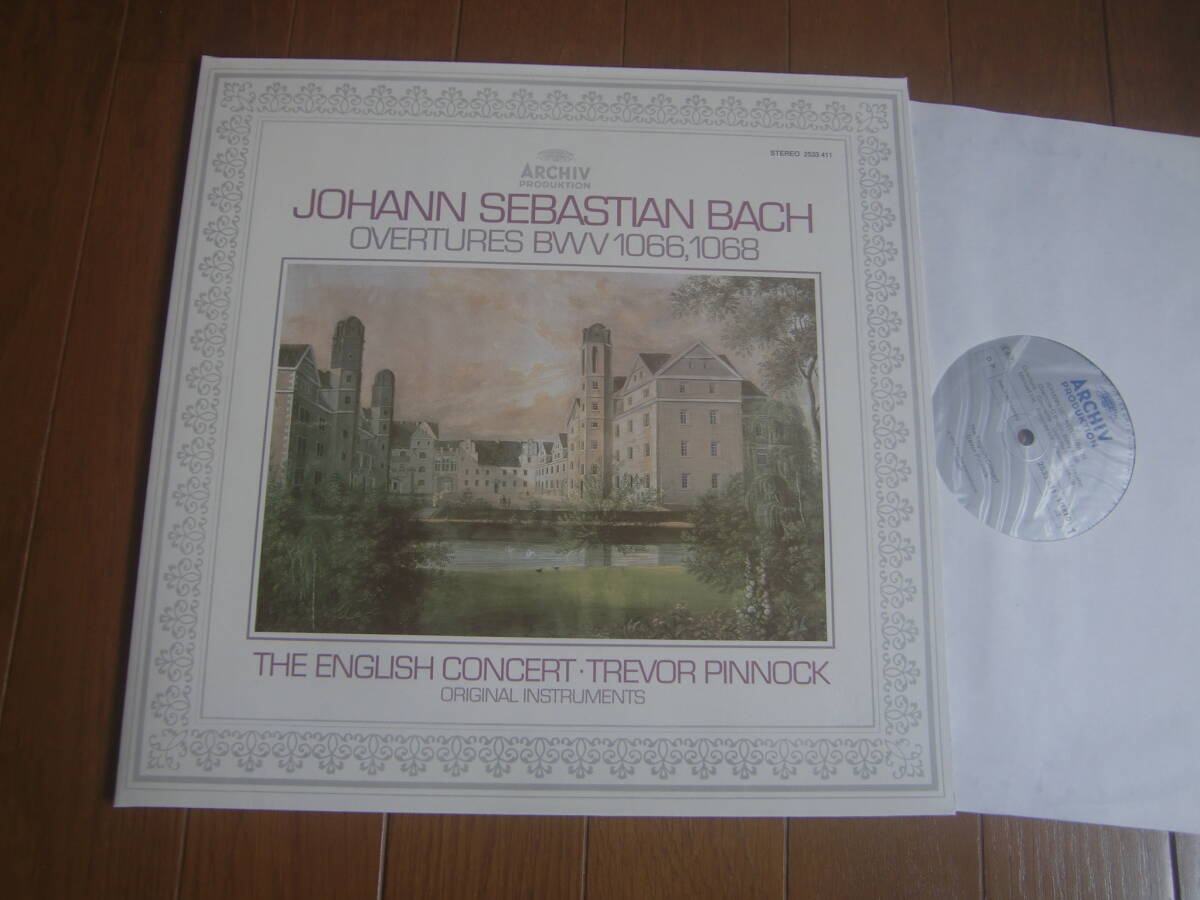 STEREO 2533 411
ARCHIV
PRODUKTION
JOHANN SEBASTIAN BACH
OVERTURES BWV 1066, 1068
THE ENGLISH CONCERT · TREVOR PINNOCK
ORIGINAL INSTRUMENTS
ARCHIV
PRODUKTION